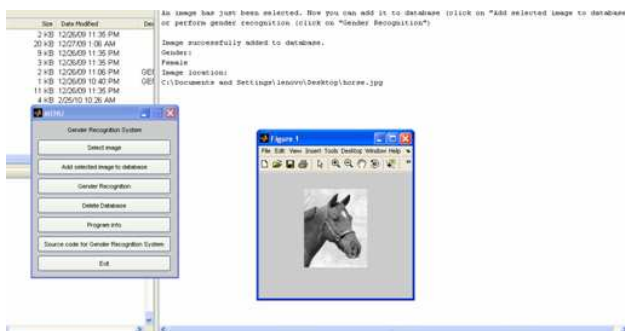 An image has just been selected. Now you can add it to database (click on "Add selected image to database
or perform gender recognition (click on "Gender Recognition")
Image successfully added to database.
Gender:
Female
Image location:
C:\Documents and Settings\lenovo\Desktop\horse.jpg
Size Date Modified Des
2 KB 12/26/09 11:35 PM
20 KB 12/27/09 1:06 AM
9 KB 12/26/09 11:35 PM
3 KB 12/26/09 11:35 PM
2 KB 12/26/09 11:06 PM GEN
1 KB 12/26/09 10:40 PM GEN
11 KB 12/26/09 11:35 PM
4 KB 2/25/10 10:26 AM
MENU
Gender Recognition System
Select image
Add selected image to database
Gender Recognition
Delete Database
Program info
Source code for Gender Recognition System
Exit
Figure 1
File Edit View Insert Tools Desktop Window Help